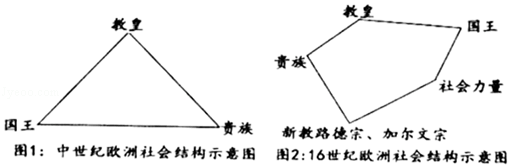 教皇
国王
贵族
图1：中世纪欧洲社会结构示意图
教皇
国王
贵族
社会力量
新教路德宗、加尔文宗
图2:16世纪欧洲社会结构示意图